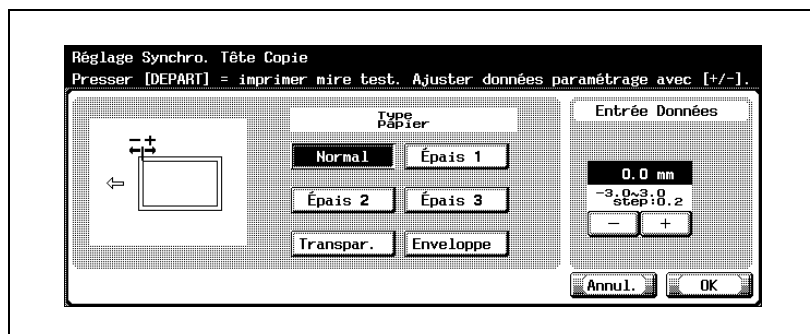 Réglage Synchro. Tête Copie
Presser [DEPART] = imprimer mire test. Ajuster données paramétrage avec [+/-].
Type
Papier
Entrée Données
- +
Normal
Épais 1
0.0 mm
-3.0~3.0
step:0.2
Épais 2
Épais 3
- +
Transpar.
Enveloppe
Annul.
OK